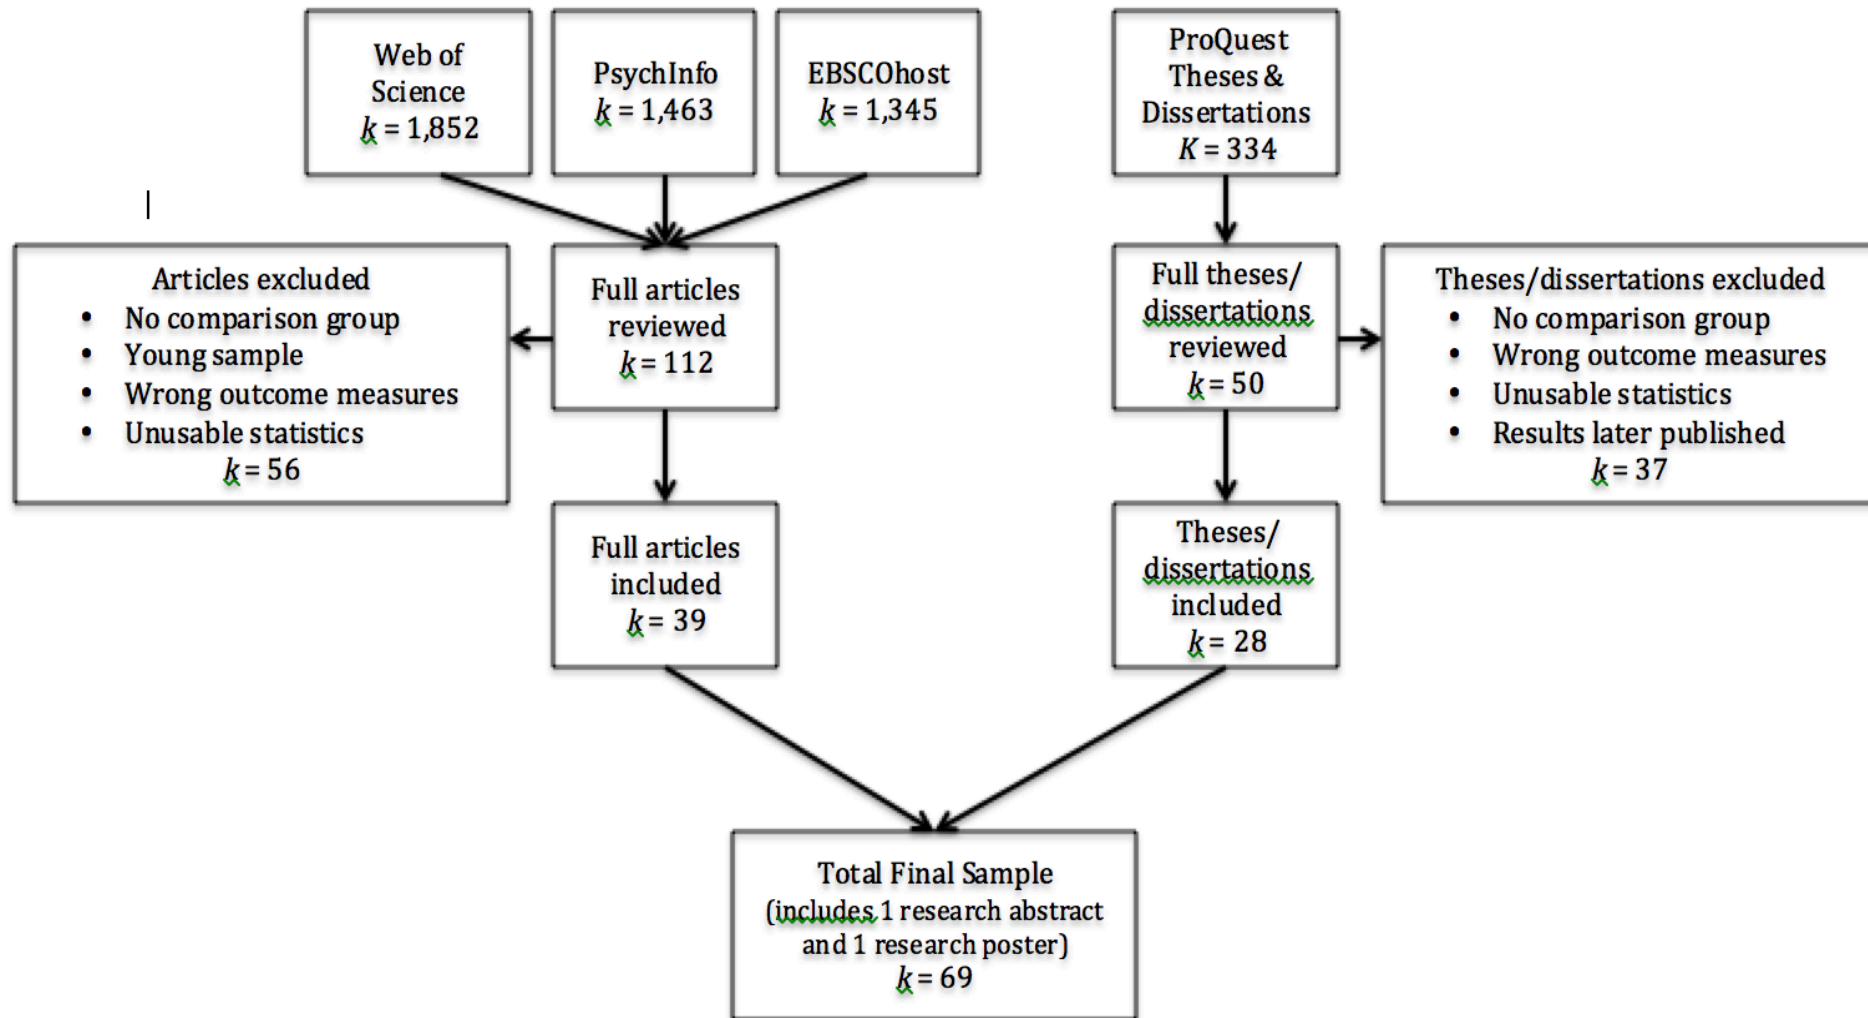 Web of
Science
k = 1,852
PsychInfo
k = 1,463
EBSCOhost
k = 1,345
ProQuest
Theses &
Dissertations
K = 334
Articles excluded
• No comparison group
• Young sample
• Wrong outcome measures
• Unusable statistics
k = 56
Full articles
reviewed
k = 112
Full theses/
dissertations
reviewed
k = 50
Theses/dissertations excluded
• No comparison group
• Wrong outcome measures
• Unusable statistics
• Results later published
k = 37
Full articles
included
k = 39
Theses/
dissertations
included
k = 28
Total Final Sample
(includes 1 research abstract
and 1 research poster)
k = 69